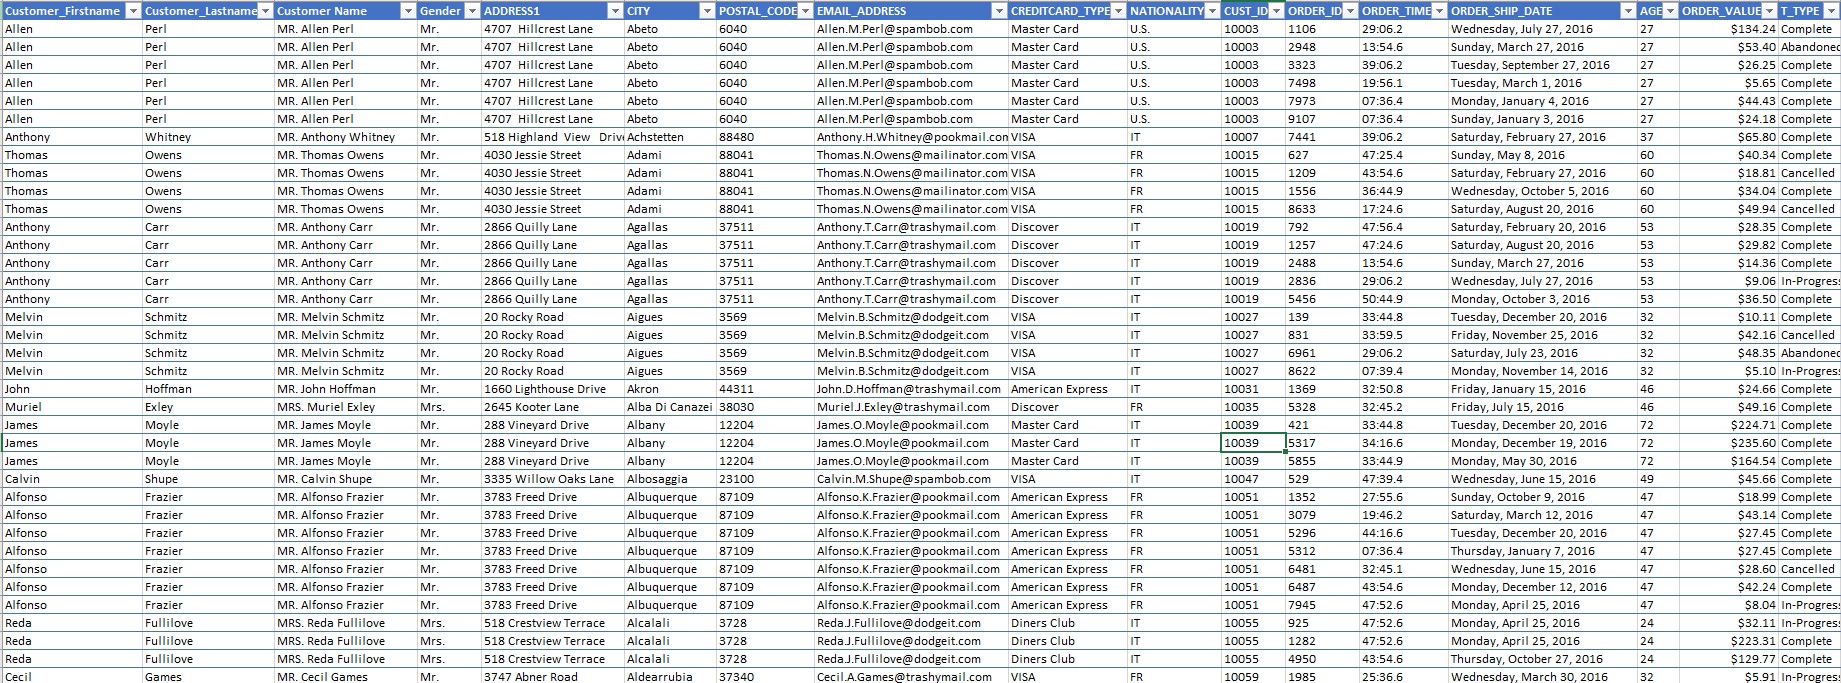 Customer_Firstname Customer_Lastname Customer Name Gender ADDRESS1 CITY POSTAL_CODE EMAIL_ADDRESS CREDITCARD_TYPE NATIONALITY CUST_ID ORDER_ID ORDER_TIME ORDER_SHIP_DATE AGE ORDER_VALUE T_TYPE
Allen Perl MR. Allen Perl Mr. 4707 Hillcrest Lane Abeto 6040 Allen.M.Perl@spambob.com Master Card U.S. 10003 1106 29:06.2 Wednesday, July 27, 2016 27 $134.24 Complete
Allen Perl MR. Allen Perl Mr. 4707 Hillcrest Lane Abeto 6040 Allen.M.Perl@spambob.com Master Card U.S. 10003 2948 13:54.6 Sunday, March 27, 2016 27 $53.40 Abandoned
Allen Perl MR. Allen Perl Mr. 4707 Hillcrest Lane Abeto 6040 Allen.M.Perl@spambob.com Master Card U.S. 10003 3323 39:06.2 Tuesday, September 27, 2016 27 $26.25 Complete
Allen Perl MR. Allen Perl Mr. 4707 Hillcrest Lane Abeto 6040 Allen.M.Perl@spambob.com Master Card U.S. 10003 7498 19:56.1 Tuesday, March 1, 2016 27 $5.65 Complete
Allen Perl MR. Allen Perl Mr. 4707 Hillcrest Lane Abeto 6040 Allen.M.Perl@spambob.com Master Card U.S. 10003 7973 07:36.4 Monday, January 4, 2016 27 $44.43 Complete
Allen Perl MR. Allen Perl Mr. 4707 Hillcrest Lane Abeto 6040 Allen.M.Perl@spambob.com Master Card U.S. 10003 9107 07:36.4 Sunday, January 3, 2016 27 $24.18 Complete
Anthony Whitney MR. Anthony Whitney Mr. 518 Highland View Drive Achstetten 88480 Anthony.H.Whitney@pookmail.com VISA IT 10007 7441 39:06.2 Saturday, February 27, 2016 37 $65.80 Complete
Thomas Owens MR. Thomas Owens Mr. 4030 Jessie Street Adami 88041 Thomas.N.Owens@mailinator.com VISA FR 10015 627 47:25.4 Sunday, May 8, 2016 60 $40.34 Complete
Thomas Owens MR. Thomas Owens Mr. 4030 Jessie Street Adami 88041 Thomas.N.Owens@mailinator.com VISA FR 10015 1209 43:54.6 Saturday, February 27, 2016 60 $18.81 Cancelled
Thomas Owens MR. Thomas Owens Mr. 4030 Jessie Street Adami 88041 Thomas.N.Owens@mailinator.com VISA FR 10015 1556 36:44.9 Wednesday, October 5, 2016 60 $34.04 Complete
Thomas Owens MR. Thomas Owens Mr. 4030 Jessie Street Adami 88041 Thomas.N.Owens@mailinator.com VISA FR 10015 8633 17:24.6 Saturday, August 20, 2016 60 $49.94 Cancelled
Anthony Carr MR. Anthony Carr Mr. 2866 Quilly Lane Agallas 37511 Anthony.T.Carr@trashymail.com Discover IT 10019 792 47:56.4 Saturday, February 20, 2016 53 $28.35 Complete
Anthony Carr MR. Anthony Carr Mr. 2866 Quilly Lane Agallas 37511 Anthony.T.Carr@trashymail.com Discover IT 10019 1257 47:24.6 Saturday, August 20, 2016 53 $29.82 Complete
Anthony Carr MR. Anthony Carr Mr. 2866 Quilly Lane Agallas 37511 Anthony.T.Carr@trashymail.com Discover IT 10019 2488 13:54.6 Sunday, March 27, 2016 53 $14.36 Complete
Anthony Carr MR. Anthony Carr Mr. 2866 Quilly Lane Agallas 37511 Anthony.T.Carr@trashymail.com Discover IT 10019 2836 29:06.2 Wednesday, July 27, 2016 53 $9.06 In-Progress
Anthony Carr MR. Anthony Carr Mr. 2866 Quilly Lane Agallas 37511 Anthony.T.Carr@trashymail.com Discover IT 10019 5456 50:44.9 Monday, October 3, 2016 53 $36.50 Complete
Melvin Schmitz MR. Melvin Schmitz Mr. 20 Rocky Road Aigues 3569 Melvin.B.Schmitz@dodgeit.com VISA IT 10027 139 33:44.8 Tuesday, December 20, 2016 32 $10.11 Complete
Melvin Schmitz MR. Melvin Schmitz Mr. 20 Rocky Road Aigues 3569 Melvin.B.Schmitz@dodgeit.com VISA IT 10027 831 33:59.5 Friday, November 25, 2016 32 $42.16 Cancelled
Melvin Schmitz MR. Melvin Schmitz Mr. 20 Rocky Road Aigues 3569 Melvin.B.Schmitz@dodgeit.com VISA IT 10027 6961 29:06.2 Saturday, July 23, 2016 32 $48.35 Abandoned
Melvin Schmitz MR. Melvin Schmitz Mr. 20 Rocky Road Aigues 3569 Melvin.B.Schmitz@dodgeit.com VISA IT 10027 8622 07:39.4 Monday, November 14, 2016 32 $5.10 In-Progress
John Hoffman MR. John Hoffman Mr. 1660 Lighthouse Drive Akron 44311 John.D.Hoffman@trashymail.com American Express IT 10031 1369 32:50.8 Friday, January 15, 2016 46 $24.66 Complete
Muriel Exley MRS. Muriel Exley Mrs. 2645 Kooter Lane Alba Di Canazei 38030 Muriel.J.Exley@trashymail.com Discover FR 10035 5328 32:45.2 Friday, July 15, 2016 46 $49.16 Complete
James Moyle MR. James Moyle Mr. 288 Vineyard Drive Albany 12204 James.O.Moyle@pookmail.com Master Card IT 10039 421 33:44.8 Tuesday, December 20, 2016 72 $224.71 Complete
James Moyle MR. James Moyle Mr. 288 Vineyard Drive Albany 12204 James.O.Moyle@pookmail.com Master Card IT 10039 5317 34:16.6 Monday, December 19, 2016 72 $235.60 Complete
James Moyle MR. James Moyle Mr. 288 Vineyard Drive Albany 12204 James.O.Moyle@pookmail.com Master Card IT 10039 5855 33:44.9 Monday, May 30, 2016 72 $164.54 Complete
Calvin Shupe MR. Calvin Shupe Mr. 3335 Willow Oaks Lane Albosaggia 23100 Calvin.M.Shupe@spambob.com VISA IT 10047 529 47:39.4 Wednesday, June 15, 2016 49 $45.66 Complete
Alfonso Frazier MR. Alfonso Frazier Mr. 3783 Freed Drive Albuquerque 87109 Alfonso.K.Frazier@pookmail.com American Express FR 10051 1352 27:55.6 Sunday, October 9, 2016 47 $18.99 Complete
Alfonso Frazier MR. Alfonso Frazier Mr. 3783 Freed Drive Albuquerque 87109 Alfonso.K.Frazier@pookmail.com American Express FR 10051 3079 19:46.2 Saturday, March 12, 2016 47 $43.14 Complete
Alfonso Frazier MR. Alfonso Frazier Mr. 3783 Freed Drive Albuquerque 87109 Alfonso.K.Frazier@pookmail.com American Express FR 10051 5296 44:16.6 Tuesday, December 20, 2016 47 $27.45 Complete
Alfonso Frazier MR. Alfonso Frazier Mr. 3783 Freed Drive Albuquerque 87109 Alfonso.K.Frazier@pookmail.com American Express FR 10051 5312 07:36.4 Thursday, January 7, 2016 47 $27.45 Complete
Alfonso Frazier MR. Alfonso Frazier Mr. 3783 Freed Drive Albuquerque 87109 Alfonso.K.Frazier@pookmail.com American Express FR 10051 6481 32:45.1 Wednesday, June 15, 2016 47 $28.60 Cancelled
Alfonso Frazier MR. Alfonso Frazier Mr. 3783 Freed Drive Albuquerque 87109 Alfonso.K.Frazier@pookmail.com American Express FR 10051 6487 43:54.6 Monday, December 12, 2016 47 $42.24 Complete
Alfonso Frazier MR. Alfonso Frazier Mr. 3783 Freed Drive Albuquerque 87109 Alfonso.K.Frazier@pookmail.com American Express FR 10051 7945 47:52.6 Monday, April 25, 2016 47 $8.04 In-Progress
Reda Fullilove MRS. Reda Fullilove Mrs. 518 Crestview Terrace Alcalali 3728 Reda.J.Fullilove@dodgeit.com Diners Club IT 10055 925 47:52.6 Monday, April 25, 2016 24 $32.11 In-Progress
Reda Fullilove MRS. Reda Fullilove Mrs. 518 Crestview Terrace Alcalali 3728 Reda.J.Fullilove@dodgeit.com Diners Club IT 10055 1282 47:52.6 Monday, April 25, 2016 24 $223.31 Complete
Reda Fullilove MRS. Reda Fullilove Mrs. 518 Crestview Terrace Alcalali 3728 Reda.J.Fullilove@dodgeit.com Diners Club IT 10055 4950 43:54.6 Thursday, October 27, 2016 24 $129.77 Complete
Cecil Games MR. Cecil Games Mr. 3747 Abner Road Aldearrubia 37340 Cecil.A.Games@trashymail.com VISA FR 10059 1985 25:36.6 Wednesday, March 30, 2016 32 $5.91 In-Progress